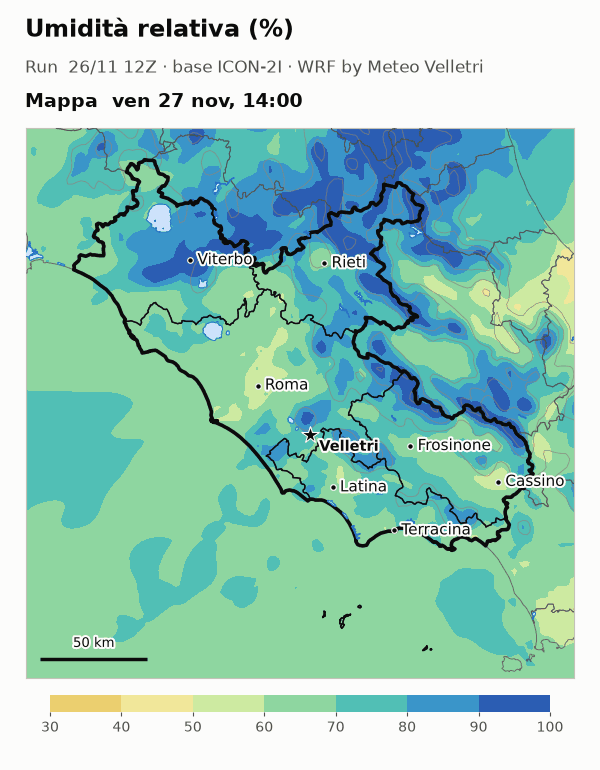 Umidità relativa (%)
Run  26/11 12Z · base ICON-2I · WRF by Meteo Velletri
Mappa  ven 27 nov, 14:00
Viterbo
Rieti
Roma
Velletri
Frosinone
Cassino
Latina
Terracina
50 km
30 40 50 60 70 80 90 100